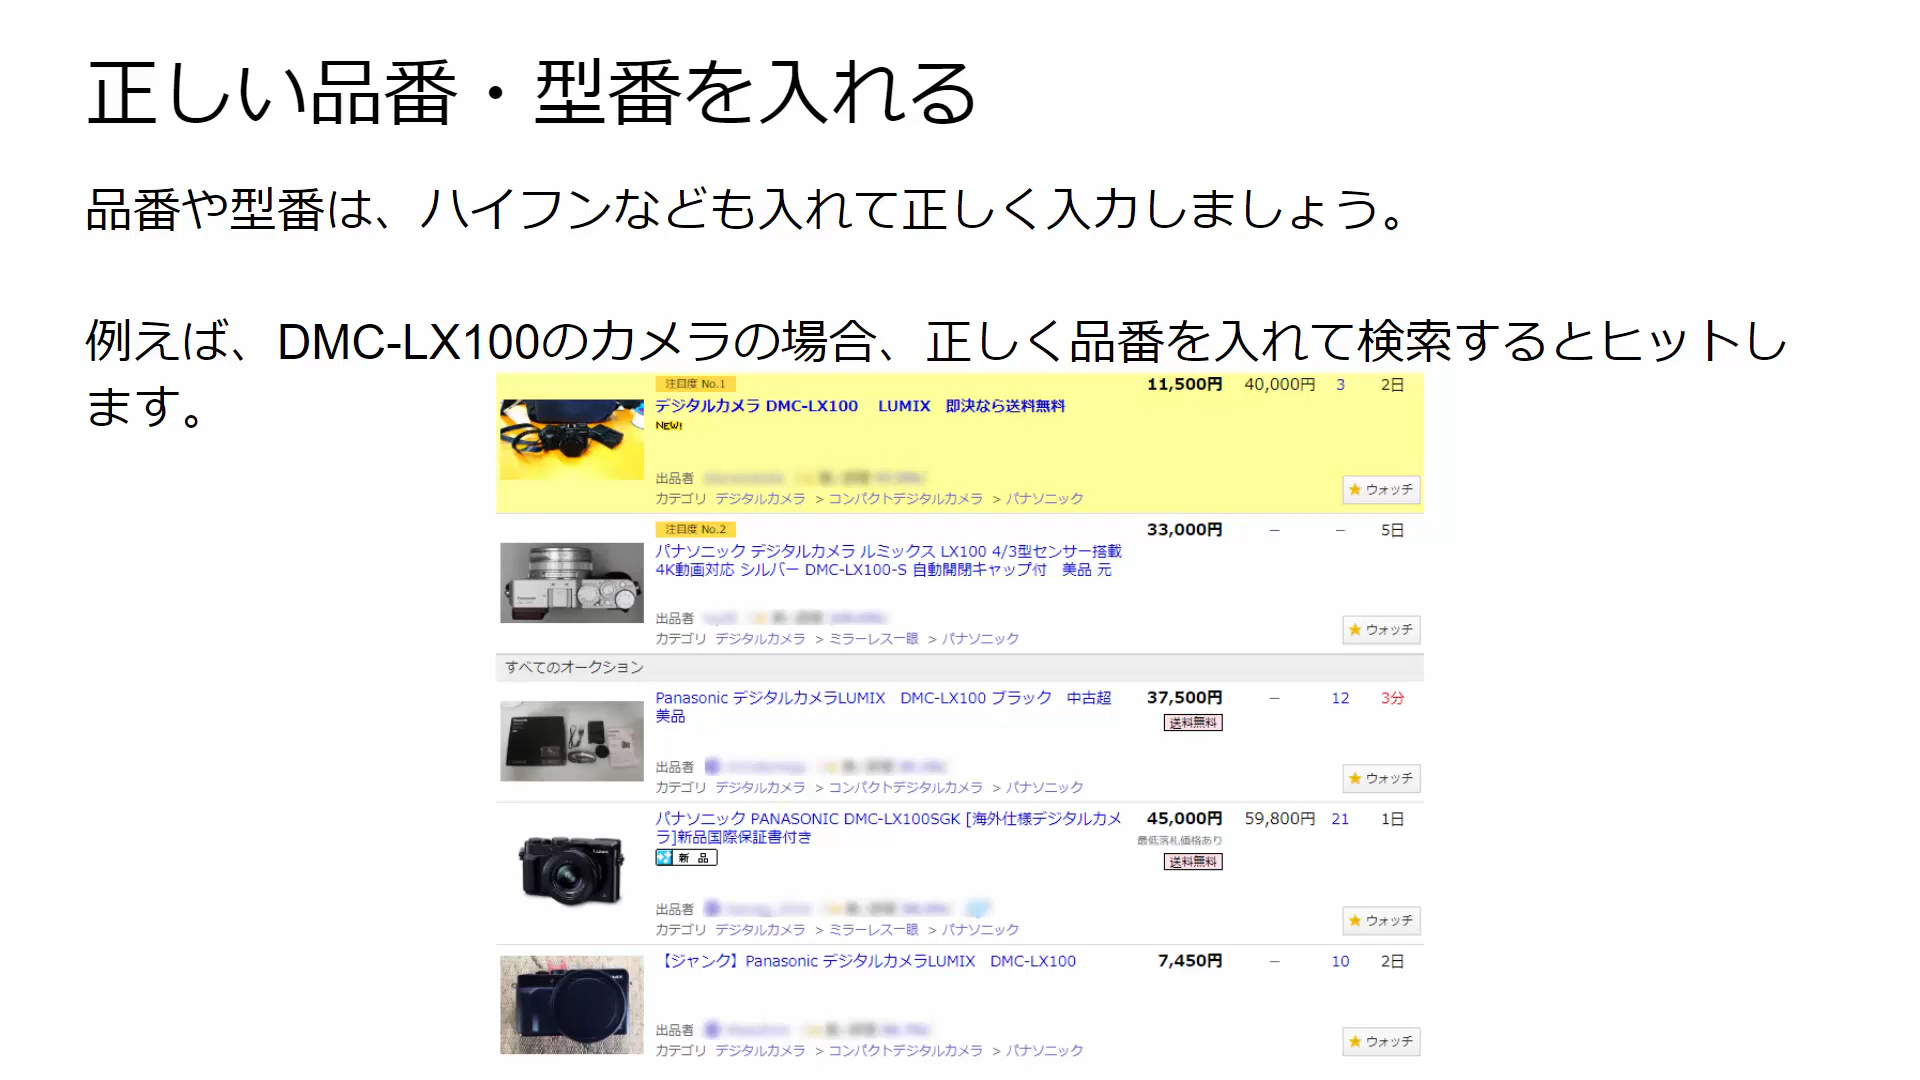 正しい品番・型番を入れる
品番や型番は、ハイフンなども入れて正しく入力しましょう。
例えば、DMC-LX100のカメラの場合、正しく品番を入れて検索するとヒットし
ます。
注目度 No.1
11,500円 40,000円 3 2日
デジタルカメラ DMC-LX100 LUMIX 即決なら送料無料
NEW!
出品者
カテゴリ デジタルカメラ > コンパクトデジタルカメラ > パナソニック
ウォッチ
注目度 No.2
33,000円 − − 5日
パナソニック デジタルカメラ ルミックス LX100 4/3型センサー搭載
4K動画対応 シルバー DMC-LX100-S 自動開閉キャップ付 美品 元
出品者
カテゴリ デジタルカメラ > ミラーレス一眼 > パナソニック
ウォッチ
すべてのオークション
Panasonic デジタルカメラLUMIX DMC-LX100 ブラック 中古超
美品
37,500円 − 12 3分
送料無料
出品者
カテゴリ デジタルカメラ > コンパクトデジタルカメラ > パナソニック
ウォッチ
パナソニック PANASONIC DMC-LX100SGK [海外仕様デジタルカメ
ラ]新品国際保証書付き
新品
45,000円 59,800円 21 1日
最低落札価格あり
送料無料
出品者
カテゴリ デジタルカメラ > ミラーレス一眼 > パナソニック
ウォッチ
【ジャンク】Panasonic デジタルカメラLUMIX DMC-LX100
7,450円 − 10 2日
出品者
カテゴリ デジタルカメラ > コンパクトデジタルカメラ > パナソニック
ウォッチ